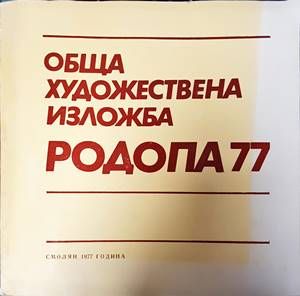 ОБЩА
ХУДОЖЕСТВЕНА
ИЗЛОЖБА
РОДОПА 77
СМОЛЯН 1977 ГОДИНА